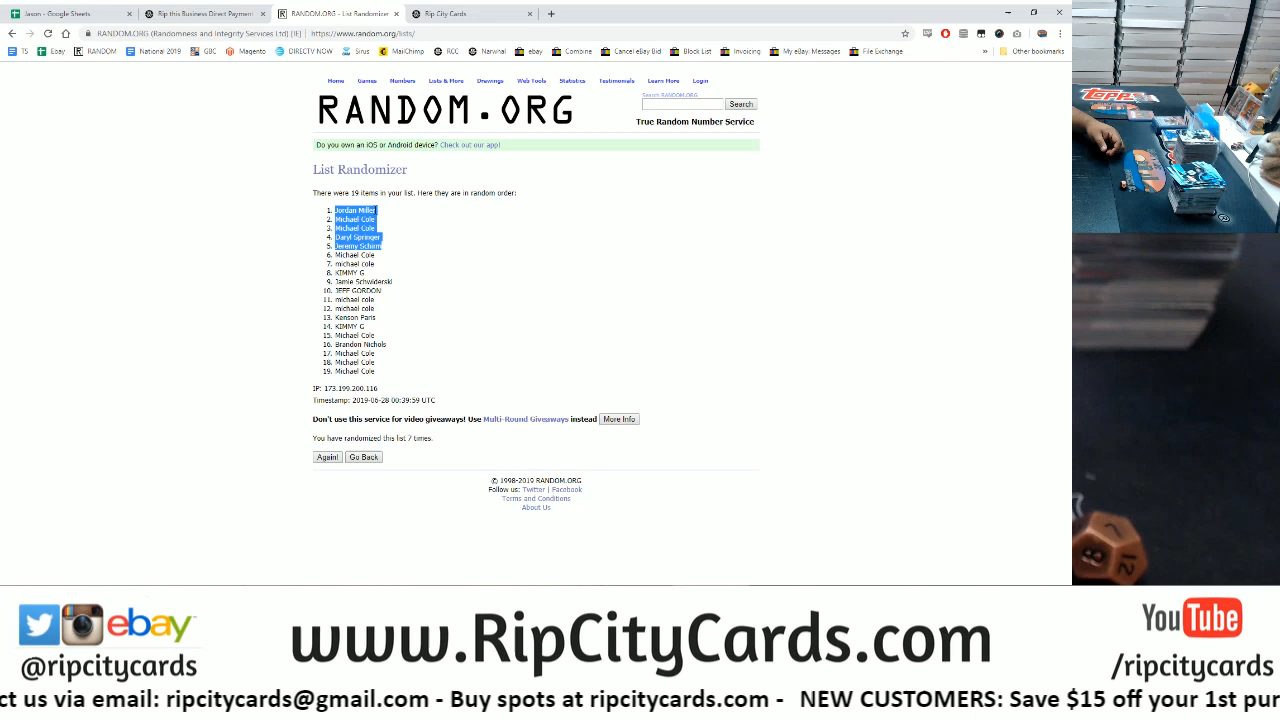 Jason - Google Sheets
Rip this Business Direct Payment
RANDOM.ORG - List Randomizer
Rip City Cards
RANDOM.ORG (Randomness and Integrity Services Ltd) [IE] | https://www.random.org/lists/
TS Ebay RANDOM National 2019 GBC Magento DIRECTV NOW Sirus MailChimp RCC Narwhal ebay Combine Cancel eBay Bid Block List Invoicing My eBay: Messages File Exchange » Other bookmarks
Home Games Numbers Lists & More Drawings Web Tools Statistics Testimonials Learn More Login
RANDOM.ORG
Search RANDOM.ORG
Search
True Random Number Service
Do you own an iOS or Android device? Check out our app!
List Randomizer
There were 19 items in your list. Here they are in random order:
1. Jordan Miller
2. Michael Cole
3. Michael Cole
4. Daryl Springer
5. Jeremy Schirm
6. Michael Cole
7. michael cole
8. KIMMY G
9. Jamie Schwiderski
10. JEFF GORDON
11. michael cole
12. michael cole
13. Kenson Paris
14. KIMMY G
15. Michael Cole
16. Brandon Nichols
17. Michael Cole
18. Michael Cole
19. Michael Cole
IP: 173.199.200.116
Timestamp: 2019-06-28 00:39:59 UTC
Don't use this service for video giveaways! Use Multi-Round Giveaways instead More Info
You have randomized this list 7 times.
Again! Go Back
© 1998-2019 RANDOM.ORG
Follow us: Twitter | Facebook
Terms and Conditions
About Us
Topps
8
12
ebay
@ripcitycards
www.RipCityCards.com
YouTube
/ripcitycards
ct us via email: ripcitycards@gmail.com - Buy spots at ripcitycards.com - NEW CUSTOMERS: Save $15 off your 1st pur